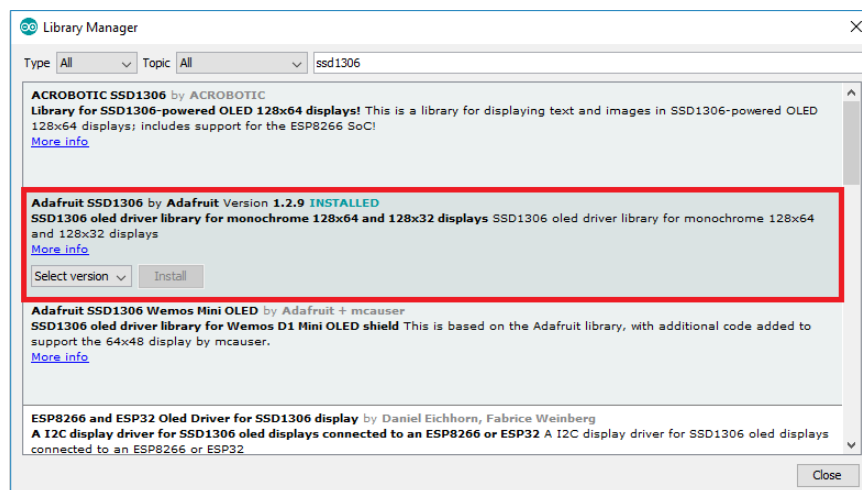 Library Manager
Type All Topic All ssd1306
ACROBOTIC SSD1306 by ACROBOTIC
Library for SSD1306-powered OLED 128x64 displays! This is a library for displaying text and images in SSD1306-powered OLED
128x64 displays; includes support for the ESP8266 SoC!
More info
Adafruit SSD1306 by Adafruit Version 1.2.9 INSTALLED
SSD1306 oled driver library for monochrome 128x64 and 128x32 displays SSD1306 oled driver library for monochrome 128x64
and 128x32 displays
More info
Select version Install
Adafruit SSD1306 Wemos Mini OLED by Adafruit + mcauser
SSD1306 oled driver library for Wemos D1 Mini OLED shield This is based on the Adafruit library, with additional code added to
support the 64x48 display by mcauser.
More info
ESP8266 and ESP32 Oled Driver for SSD1306 display by Daniel Eichhorn, Fabrice Weinberg
A I2C display driver for SSD1306 oled displays connected to an ESP8266 or ESP32 A I2C display driver for SSD1306 oled displays
connected to an ESP8266 or ESP32
Close